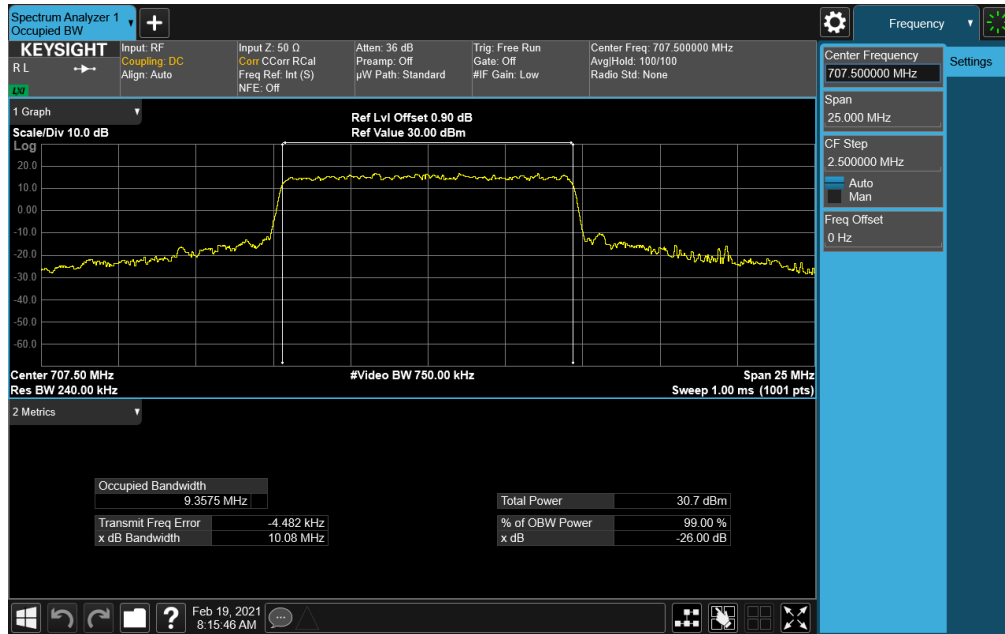 Spectrum Analyzer 1
Occupied BW
Frequency
KEYSIGHT
R L
LXI
Input: RF
Coupling: DC
Align: Auto
Input Z: 50 Ω
Corr CCorr RCal
Freq Ref: Int (S)
NFE: Off
Atten: 36 dB
Preamp: Off
µW Path: Standard
Trig: Free Run
Gate: Off
#IF Gain: Low
Center Freq: 707.500000 MHz
Avg|Hold: 100/100
Radio Std: None
Center Frequency
707.500000 MHz
Settings
Span
25.000 MHz
CF Step
2.500000 MHz
Auto
Man
Freq Offset
0 Hz
1 Graph
Scale/Div 10.0 dB
Ref Lvl Offset 0.90 dB
Ref Value 30.00 dBm
Log
20.0
10.0
0.00
-10.0
-20.0
-30.0
-40.0
-50.0
-60.0
Center 707.50 MHz
#Video BW 750.00 kHz
Span 25 MHz
Res BW 240.00 kHz
Sweep 1.00 ms (1001 pts)
2 Metrics
Occupied Bandwidth
9.3575 MHz
Transmit Freq Error -4.482 kHz
x dB Bandwidth 10.08 MHz
Total Power 30.7 dBm
% of OBW Power 99.00 %
x dB -26.00 dB
Feb 19, 2021
8:15:46 AM